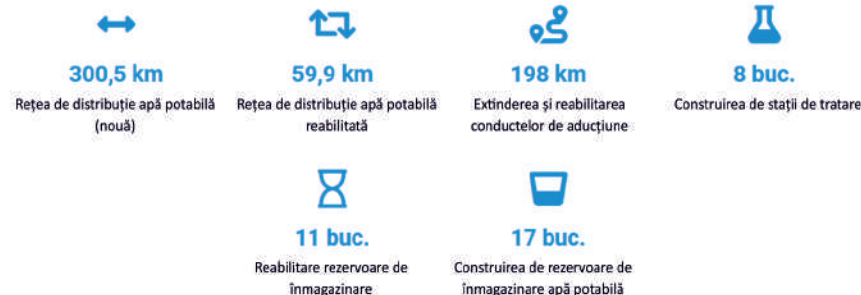 300,5 km
Rețea de distribuție apă potabilă
(nouă)
59,9 km
Rețea de distribuție apă potabilă
reabilitată
198 km
Extinderea și reabilitarea
conductelor de aducțiune
8 buc.
Construirea de stații de tratare
11 buc.
Reabilitare rezervoare de
înmagazinare
17 buc.
Construirea de rezervoare de
înmagazinare apă potabilă